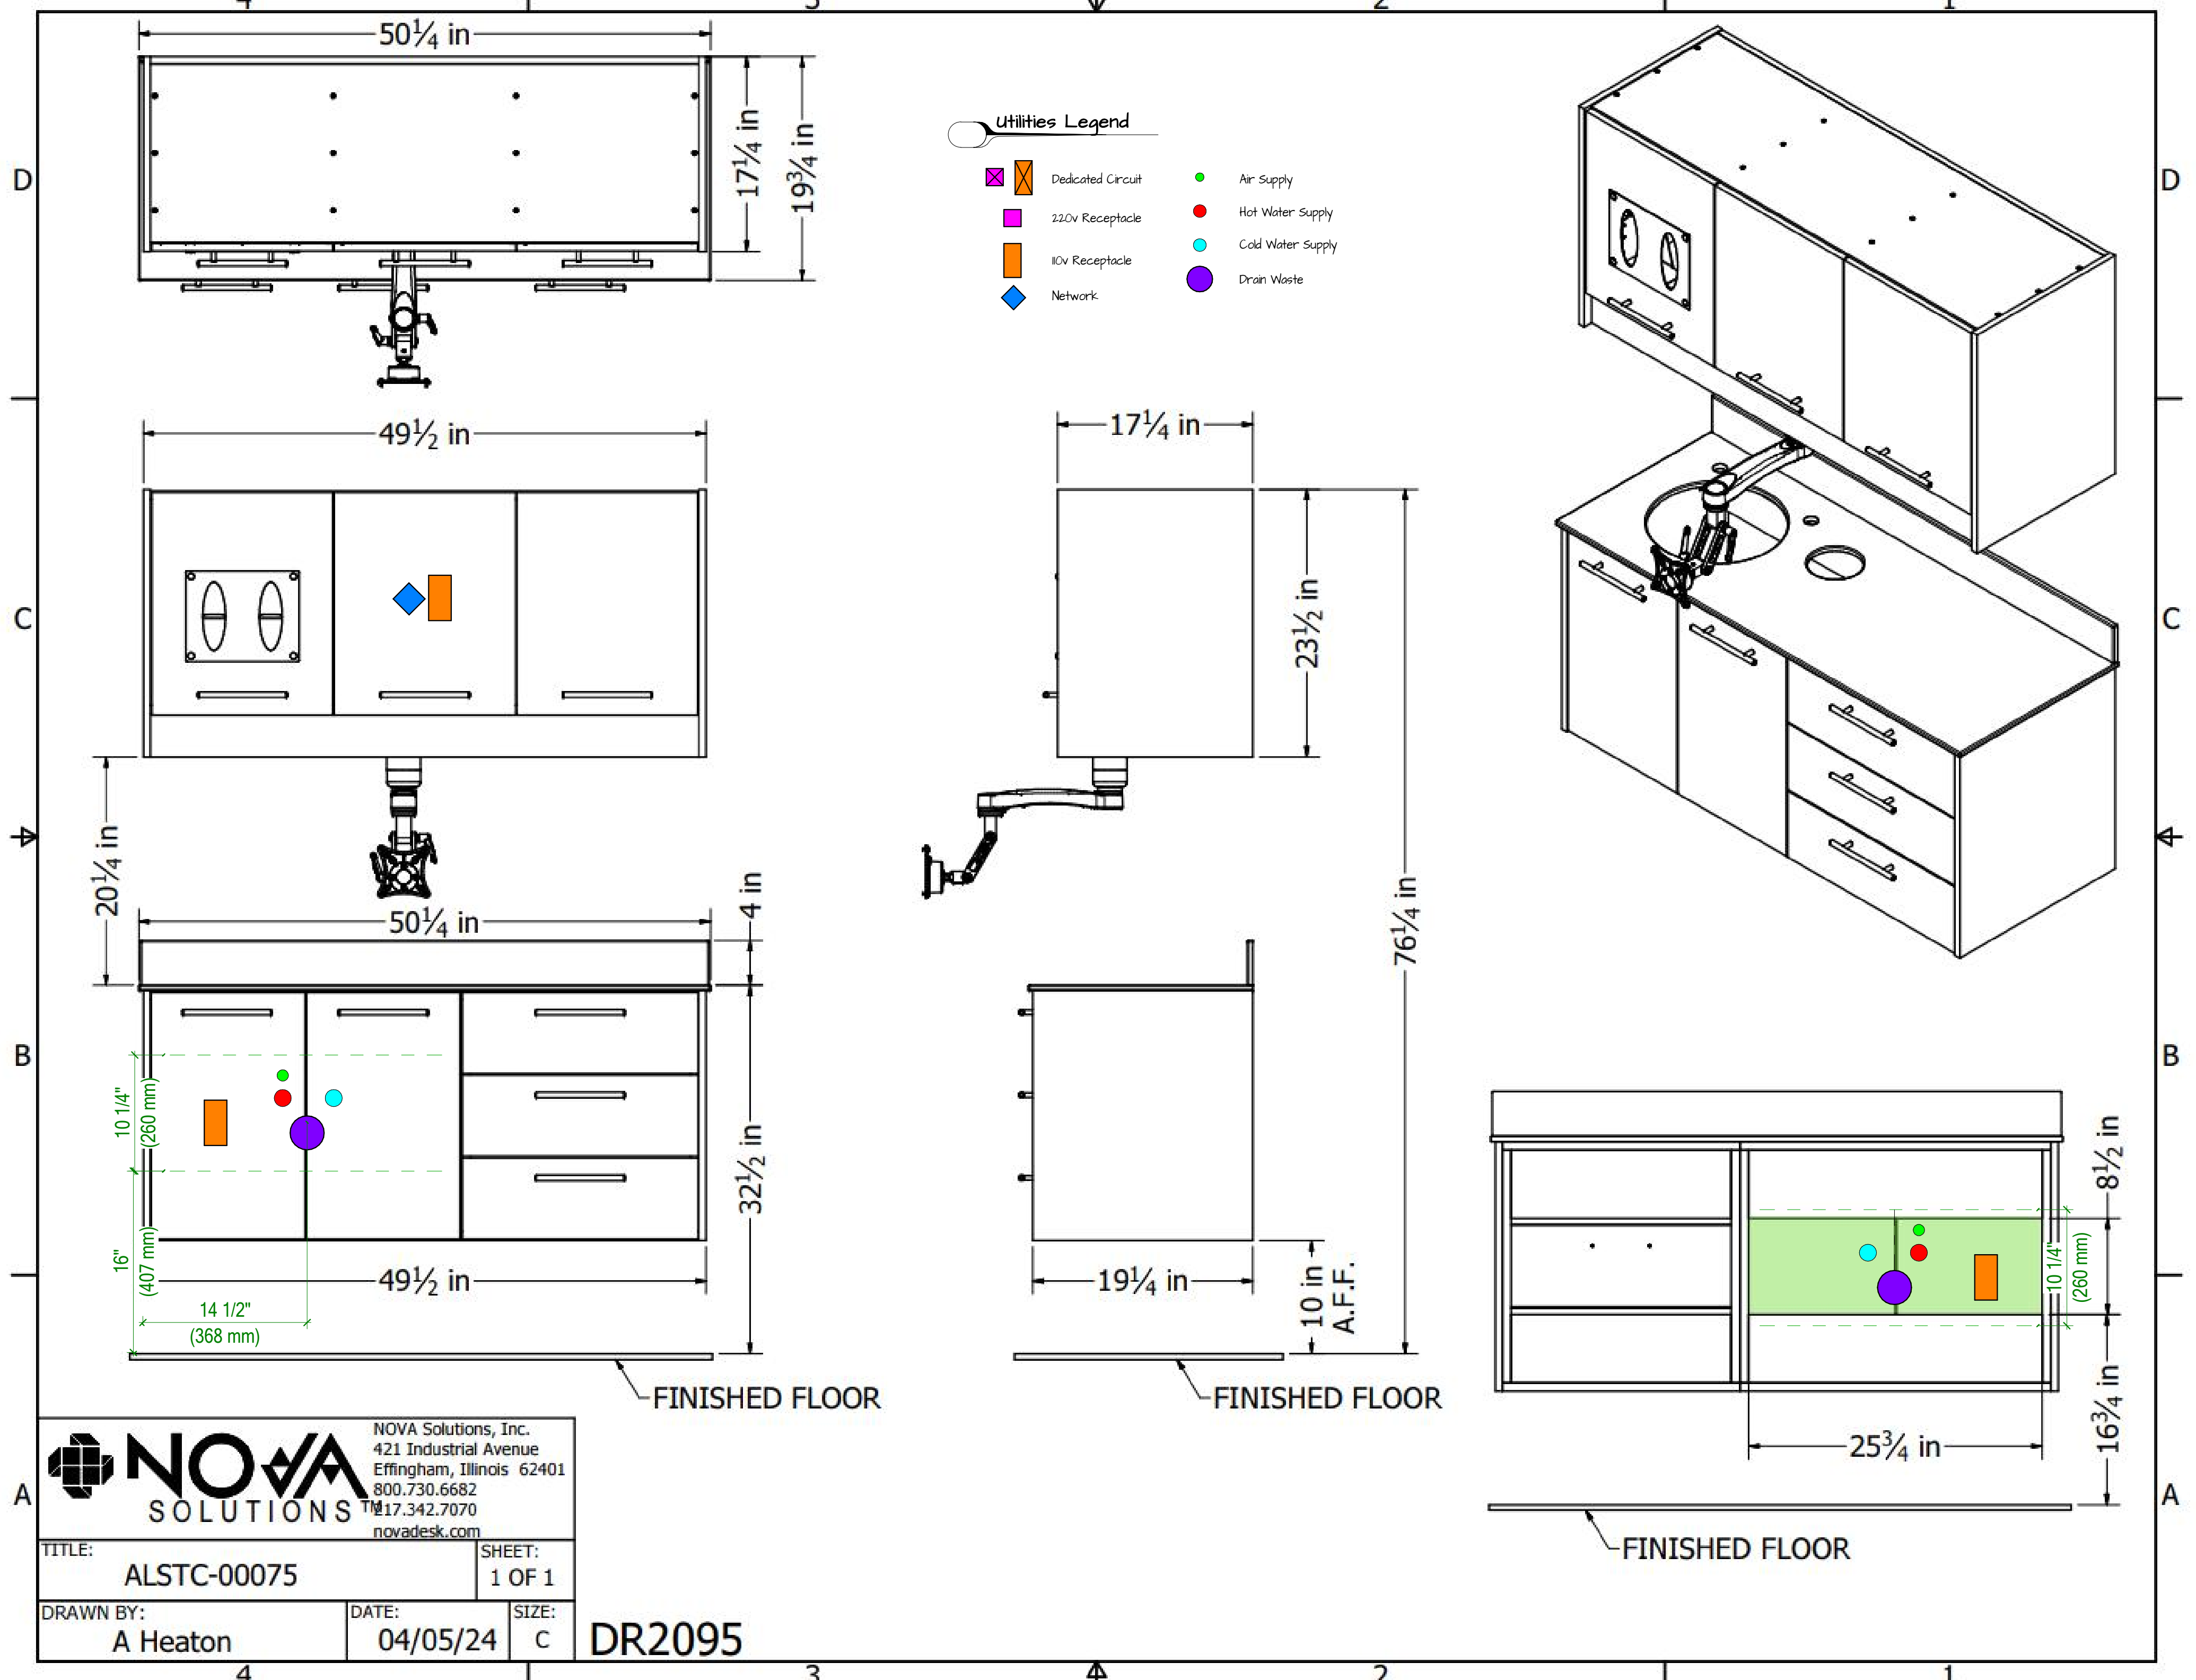 4
3
2
1
50¼ in
17¼ in
19¾ in
Utilities Legend
Dedicated Circuit
220v Receptacle
110v Receptacle
Network
Air Supply
Hot Water Supply
Cold Water Supply
Drain Waste
D
D
49½ in
17¼ in
23½ in
76¼ in
C
C
20¼ in
50¼ in
4 in
32½ in
B
B
10 1/4"
(260 mm)
16"
(407 mm)
14 1/2"
(368 mm)
49½ in
19¼ in
10 in
A.F.F.
8½ in
10 1/4"
(260 mm)
16¾ in
25¾ in
FINISHED FLOOR
FINISHED FLOOR
FINISHED FLOOR
A
A
NOVA
SOLUTIONS™
NOVA Solutions, Inc.
421 Industrial Avenue
Effingham, Illinois 62401
800.730.6682
217.342.7070
novadesk.com
TITLE:
ALSTC-00075
SHEET:
1 OF 1
DRAWN BY:
A Heaton
DATE:
04/05/24
SIZE:
C
DR2095
4
3
2
1